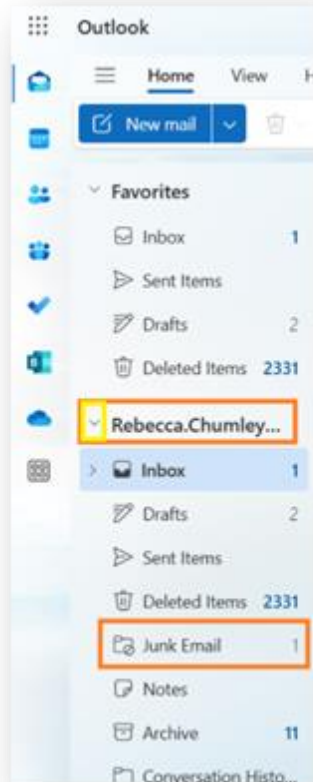 Outlook
Home View H
New mail
Favorites
Inbox 1
Sent Items
Drafts 2
Deleted Items 2331
Rebecca.Chumley...
Inbox 1
Drafts 2
Sent Items
Deleted Items 2331
Junk Email 1
Notes
Archive 11
Conversation Histo...